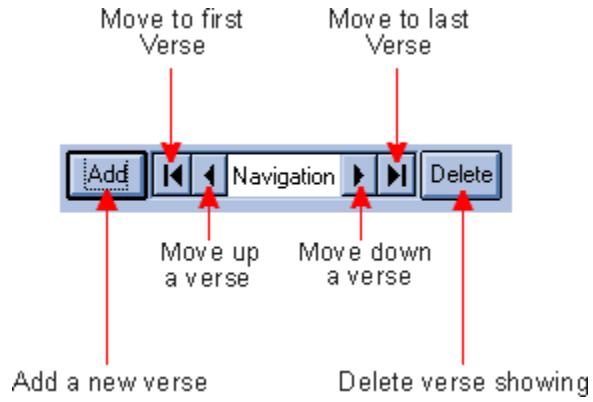 Move to first
Verse
Move to last
Verse
Add
Navigation
Delete
Move up
a verse
Move down
a verse
Add a new verse
Delete verse showing